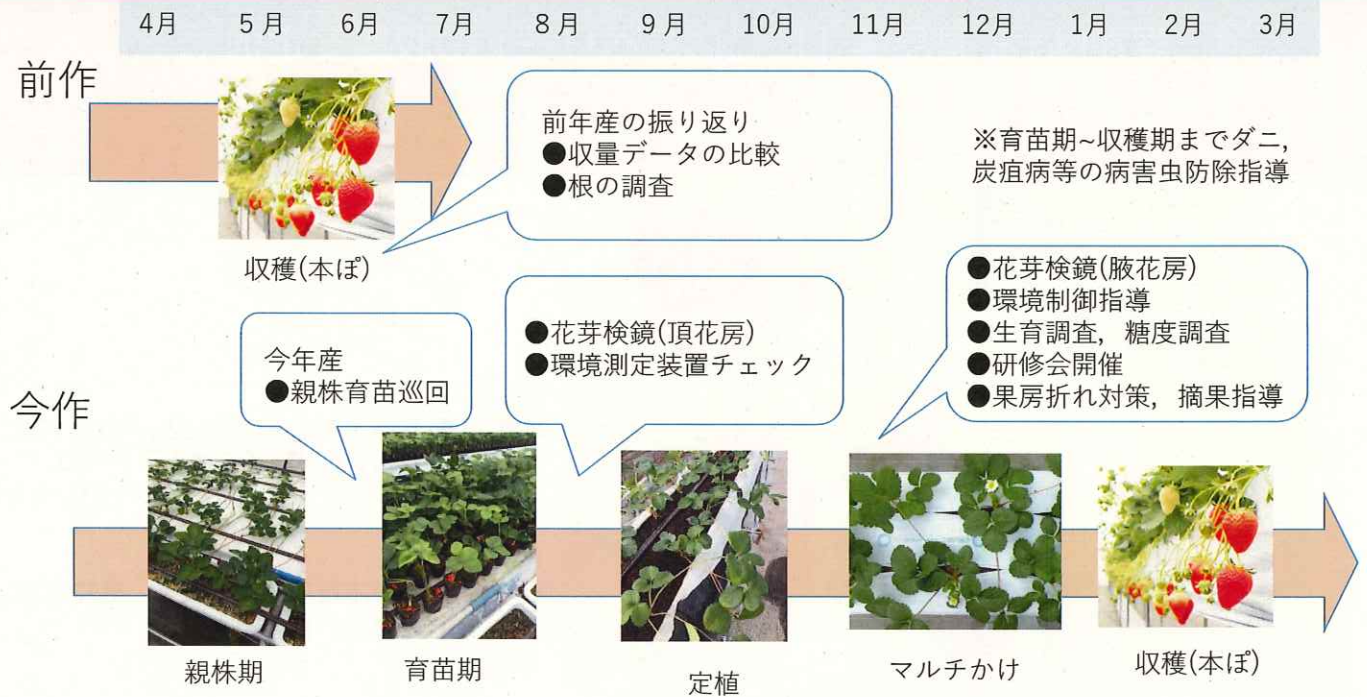 4月 5月 6月 7月 8月 9月 10月 11月 12月 1月 2月 3月
前作
前年産の振り返り
●収量データの比較
●根の調査
※育苗期~収穫期までダニ,
炭疽病等の病害虫防除指導
収穫(本ぽ)
今年産
●親株育苗巡回
●花芽検鏡(頂花房)
●環境測定装置チェック
●花芽検鏡(腋花房)
●環境制御指導
●生育調査, 糖度調査
●研修会開催
●果房折れ対策, 摘果指導
今作
親株期
育苗期
定植
マルチかけ
収穫(本ぽ)